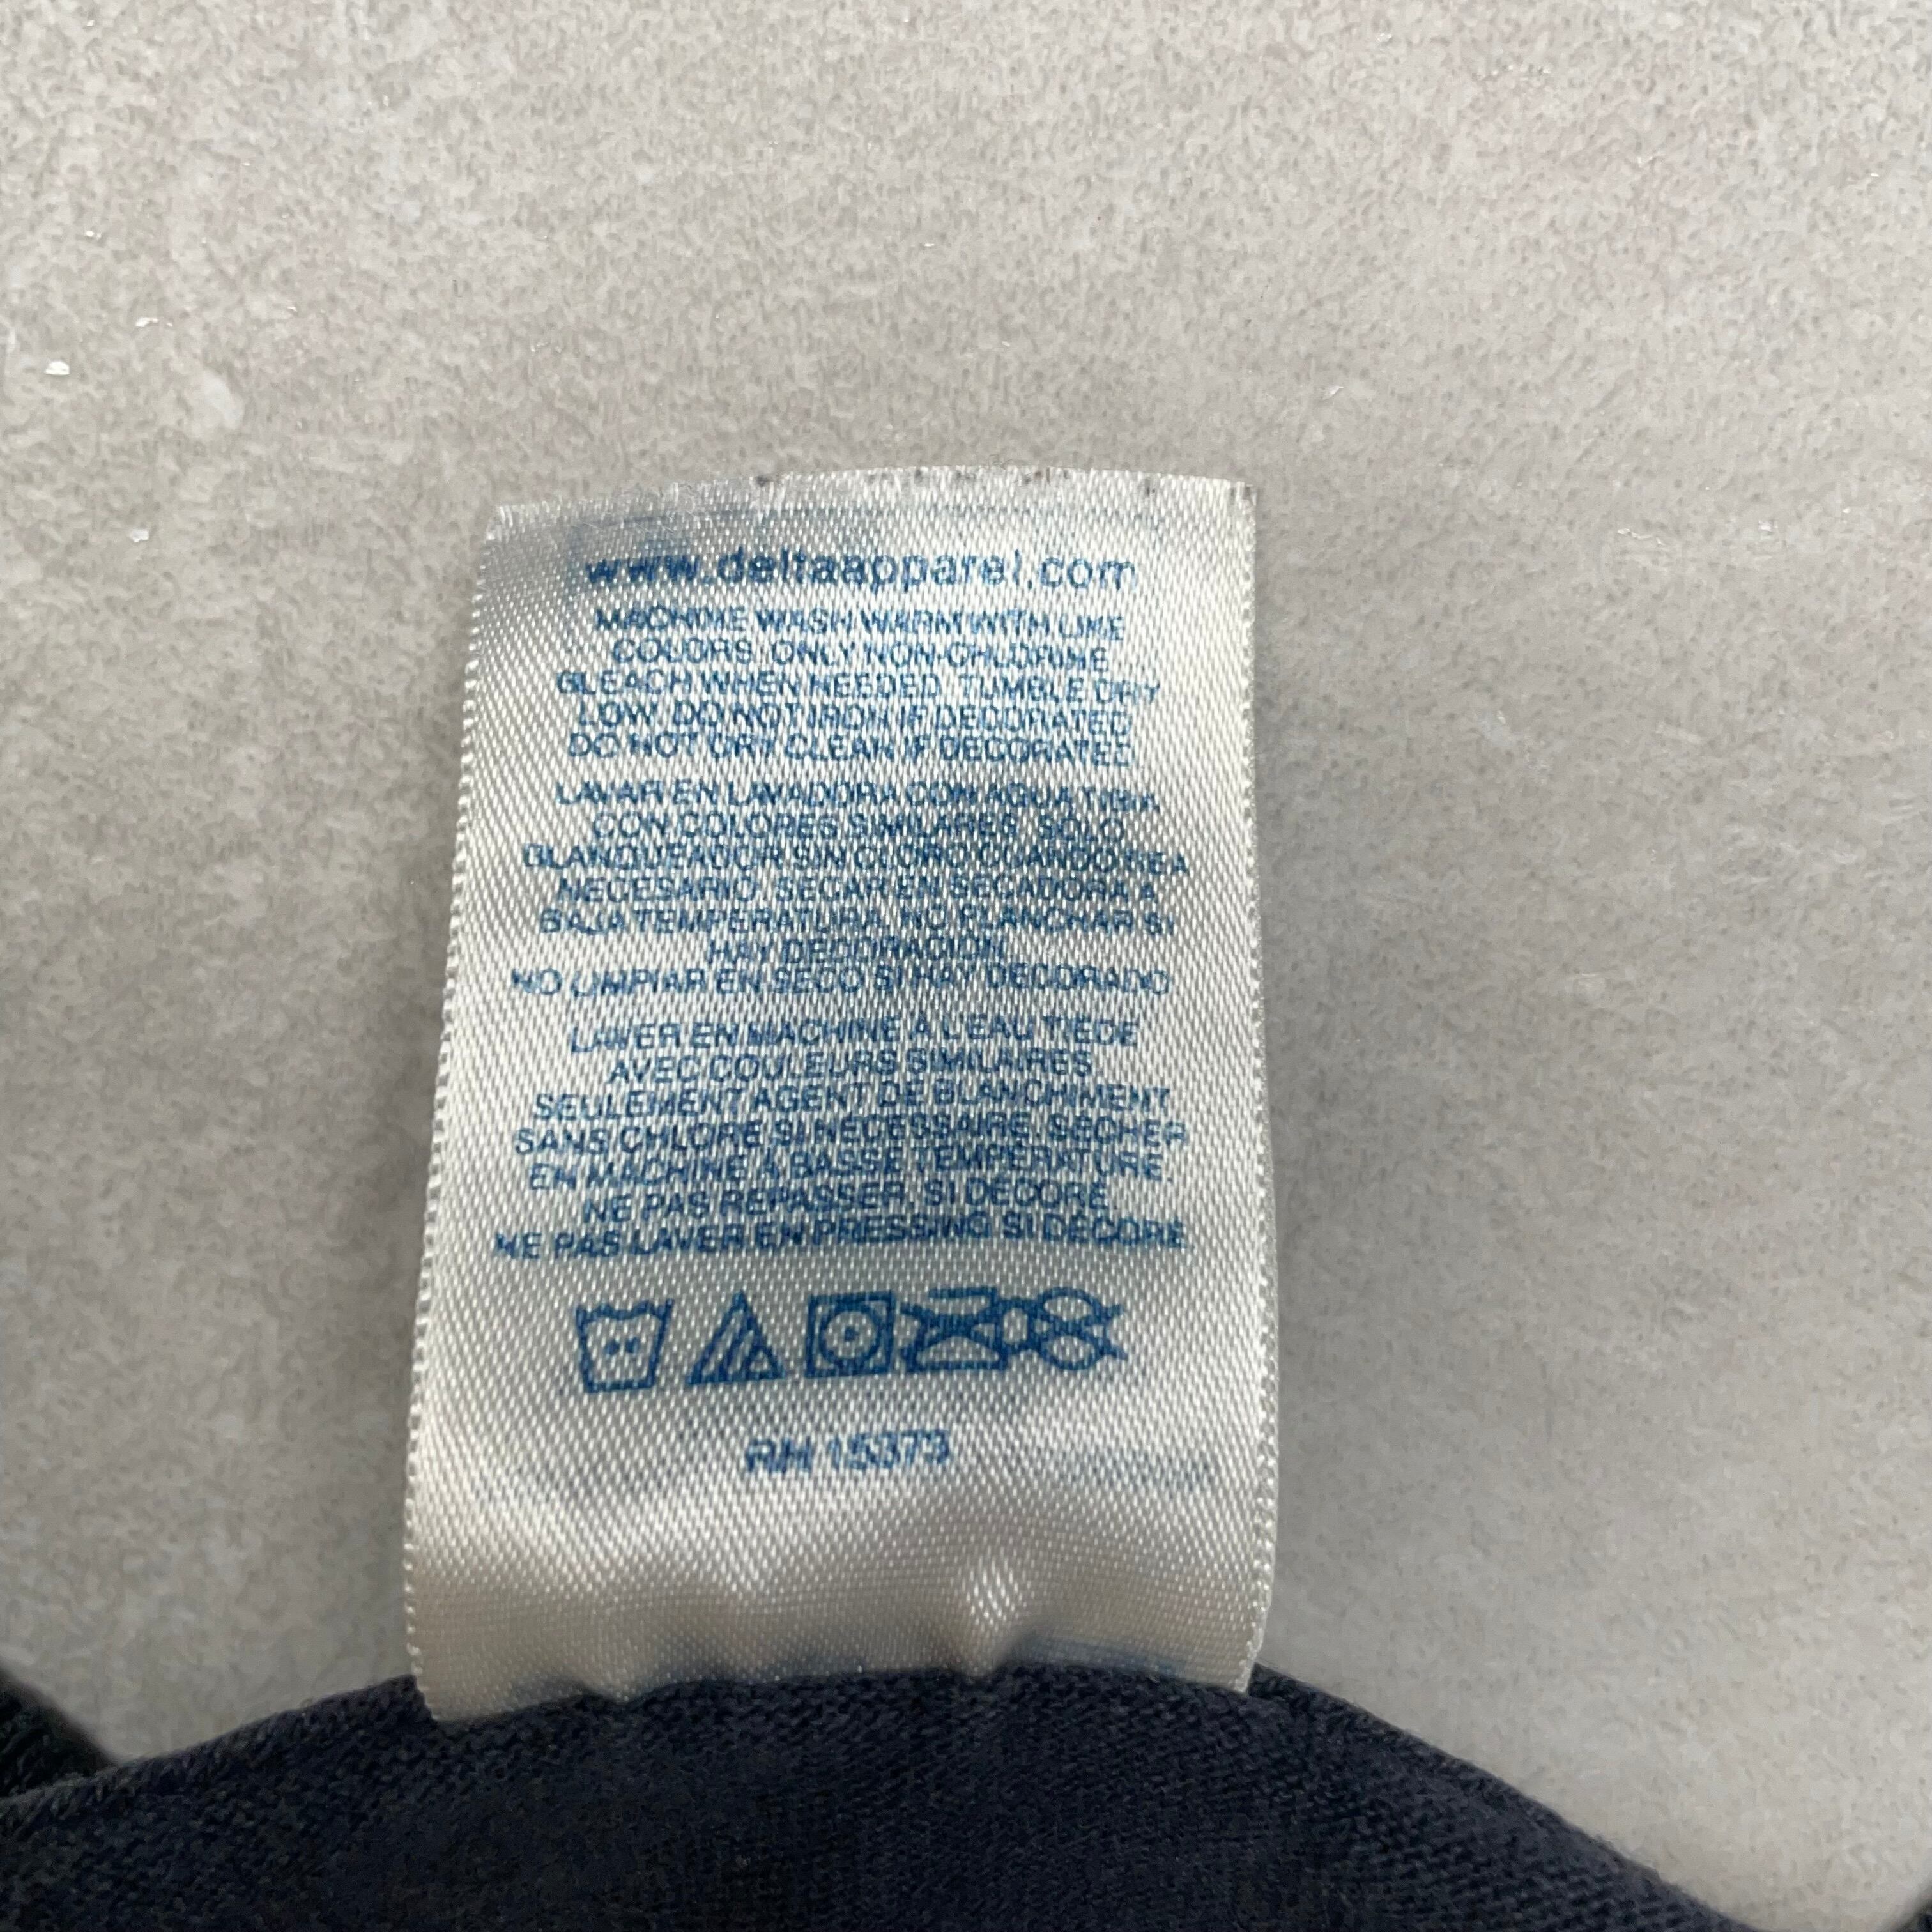 www.deltaapparel.com
MACHINE WASH WARM WITH LIKE
COLORS. ONLY NON-CHLORINE
BLEACH WHEN NEEDED. TUMBLE DRY
LOW. DO NOT IRON IF DECORATED
DO NOT DRY CLEAN IF DECORATED
LAVAR EN LAVADORA CON AGUA TIBIA
CON COLORES SIMILARES. SOLO
BLANQUEADOR SIN CLORO CUANDO SEA
NECESARIO. SECAR EN SECADORA A
BAJA TEMPERATURA. NO PLANCHAR SI
HAY DECORACION.
NO LIMPIAR EN SECO SI HAY DECORADO
LAVER EN MACHINE A L'EAU TIEDE
AVEC COULEURS SIMILAIRES
SEULEMENT AGENT DE BLANCHIMENT
SANS CHLORE SI NECESSAIRE. SECHER
EN MACHINE A BASSE TEMPERATURE.
NE PAS REPASSER, SI DECORÉ
NE PAS LAVER EN PRESSING SI DÉCORÉ
RN 15373